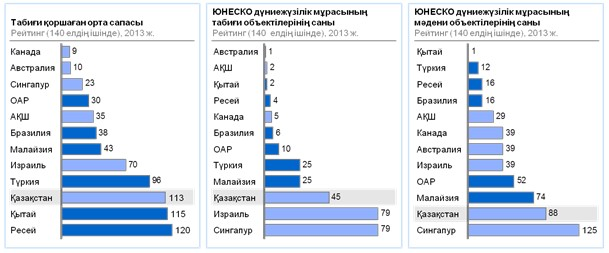 Табиғи қоршаған орта сапасы
Рейтинг (140 елдің ішінде), 2013 ж.
Канада 9
Австралия 10
Сингапур 23
ОАР 30
АҚШ 35
Бразилия 38
Малайзия 43
Израиль 70
Түркия 96
Қазақстан 113
Қытай 115
Ресей 120
ЮНЕСКО дүниежүзілік мұрасының
табиғи объектілерінің саны
Рейтинг (140 елдің ішінде), 2013 ж.
Австралия 1
АҚШ 2
Қытай 2
Ресей 4
Канада 5
Бразилия 6
ОАР 10
Түркия 25
Малайзия 25
Қазақстан 45
Израиль 79
Сингапур 79
ЮНЕСКО дүниежүзілік мұрасының
мәдени объектілерінің саны
Рейтинг (140 елдің ішінде), 2013 ж.
Қытай 1
Түркия 12
Ресей 16
Бразилия 16
АҚШ 29
Канада 39
Австралия 39
Израиль 39
ОАР 52
Малайзия 74
Қазақстан 88
Сингапур 125